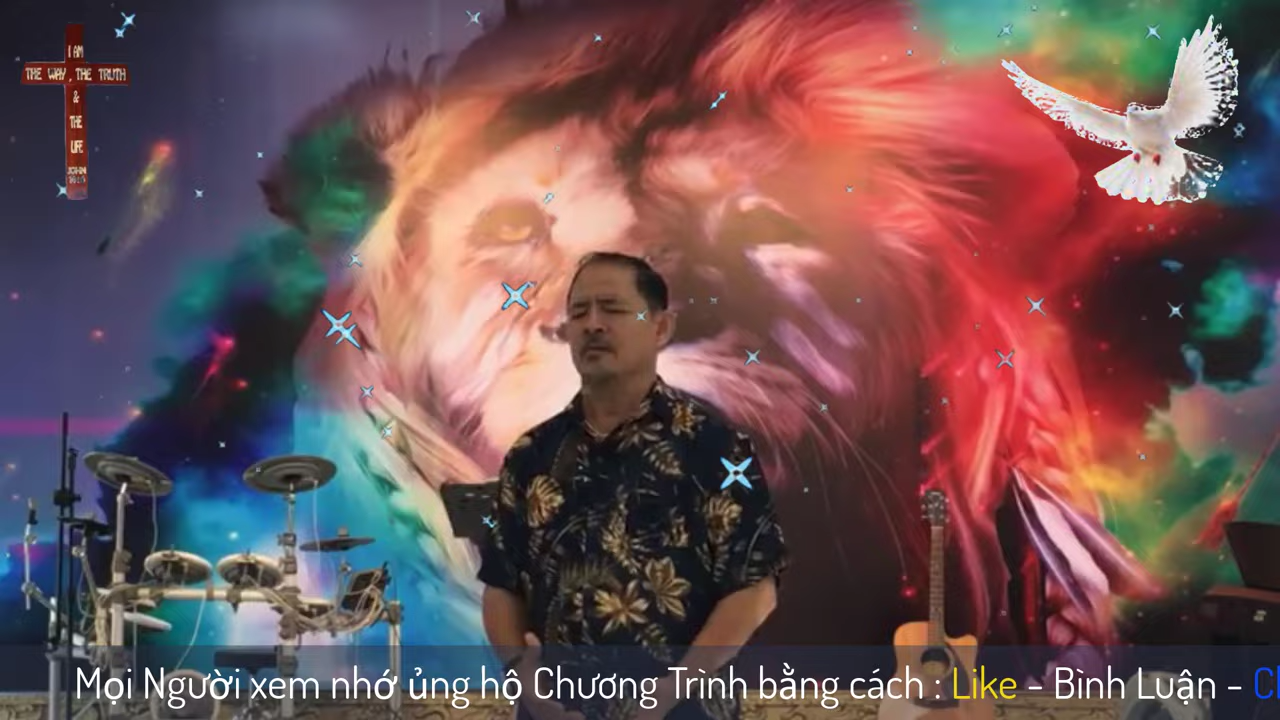 I AM
THE WAY, THE TRUTH
&
THE
LIFE
JOHN
Mọi Người xem nhớ ủng hộ Chương Trình bằng cách : Like - Bình Luận -